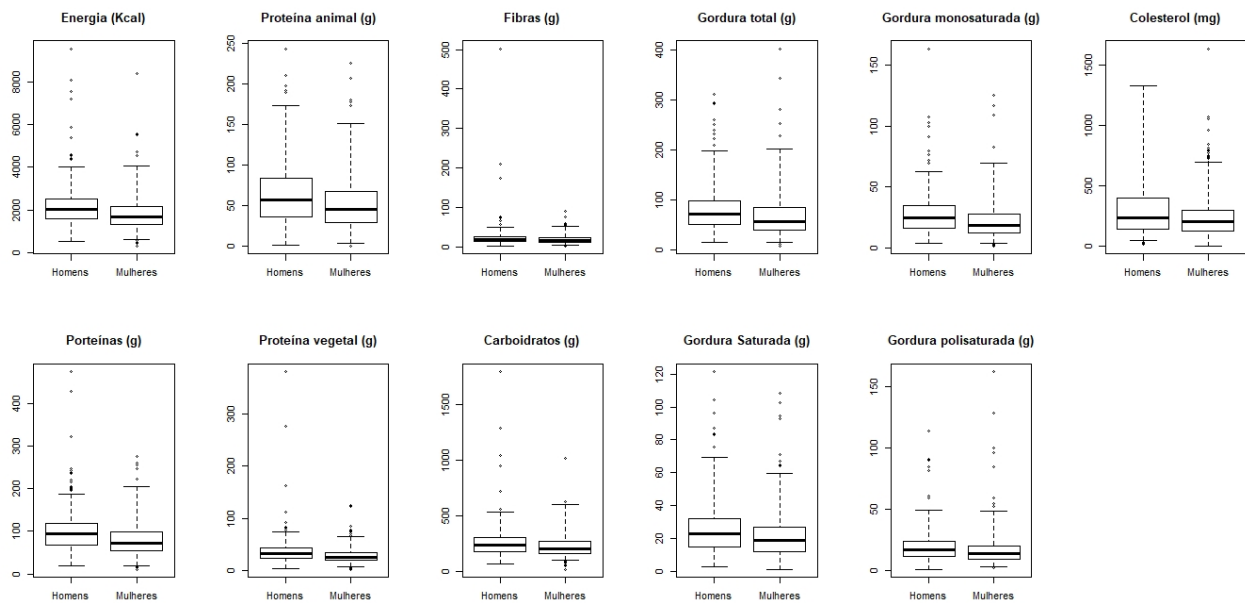 Energia (Kcal)
8000
6000
4000
2000
0
Homens Mulheres
Proteína animal (g)
250
200
150
100
50
0
Homens Mulheres
Fibras (g)
500
400
300
200
100
0
Homens Mulheres
Gordura total (g)
400
300
200
100
0
Homens Mulheres
Gordura monosaturada (g)
150
100
50
0
Homens Mulheres
Colesterol (mg)
1500
1000
500
0
Homens Mulheres
Porteínas (g)
400
300
200
100
0
Homens Mulheres
Proteína vegetal (g)
300
200
100
0
Homens Mulheres
Carboidratos (g)
1500
1000
500
0
Homens Mulheres
Gordura Saturada (g)
120
100
80
60
40
20
0
Homens Mulheres
Gordura polisaturada (g)
150
100
50
0
Homens Mulheres